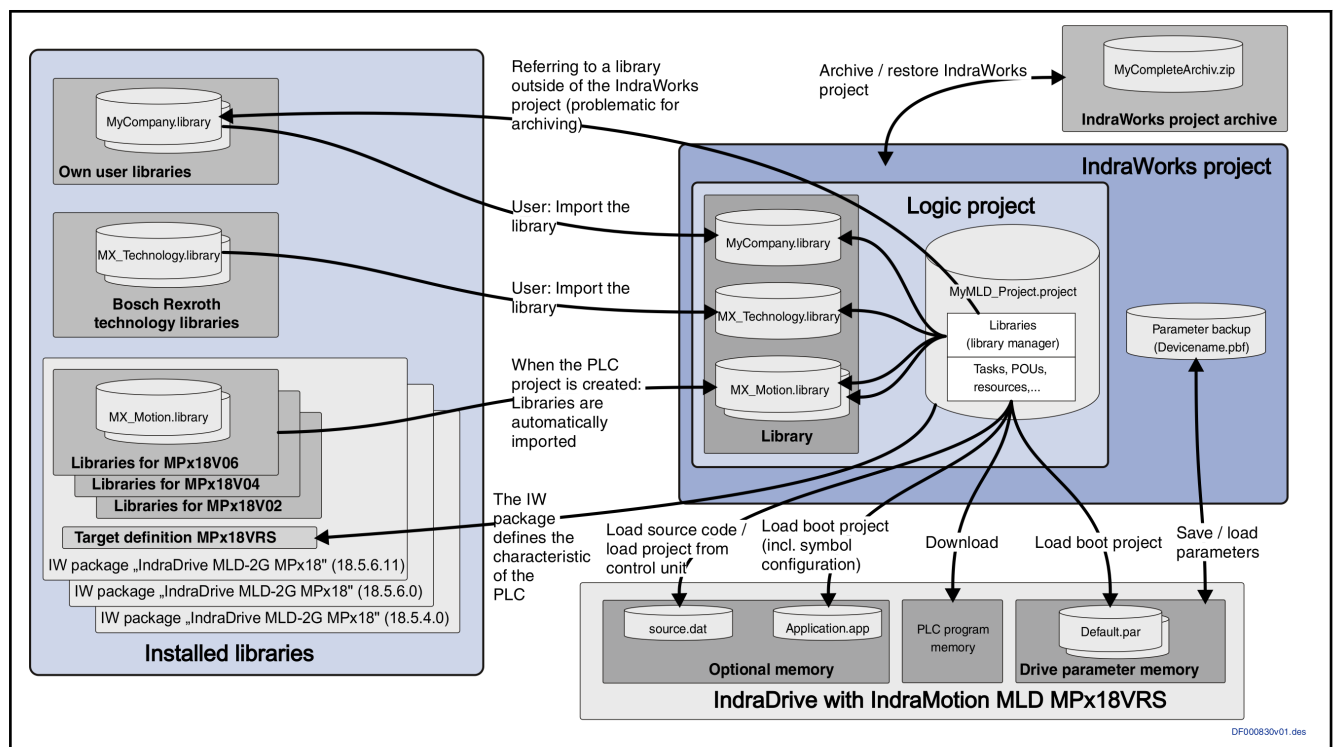 Referring to a library
outside of the IndraWorks
project (problematic for
archiving)
Archive / restore IndraWorks
project
MyCompleteArchiv.zip
IndraWorks project archive
MyCompany.library
Own user libraries
MX_Technology.library
Bosch Rexroth
technology libraries
MX_Motion.library
Libraries for MPx18V06
Libraries for MPx18V04
Libraries for MPx18V02
Target definition MPx18VRS
IW package „IndraDrive MLD-2G MPx18" (18.5.6.11)
IW package „IndraDrive MLD-2G MPx18" (18.5.6.0)
IW package „IndraDrive MLD-2G MPx18" (18.5.4.0)
Installed libraries
User: Import the
library
User: Import the
library
When the PLC
project is created:
Libraries are
automatically
imported
The IW
package
defines the
characteristic
of the
PLC
IndraWorks project
Logic project
MyCompany.library
MX_Technology.library
MX_Motion.library
Library
MyMLD_Project.project
Libraries
(library manager)
Tasks, POUs,
resources,...
Parameter backup
(Devicename.pbf)
Load source code /
load project from
control unit
Load boot project
(incl. symbol
configuration)
Download
Load boot project
Save / load
parameters
source.dat
Application.app
Optional memory
PLC program
memory
Default.par
Drive parameter memory
IndraDrive with IndraMotion MLD MPx18VRS
DF000830v01.des